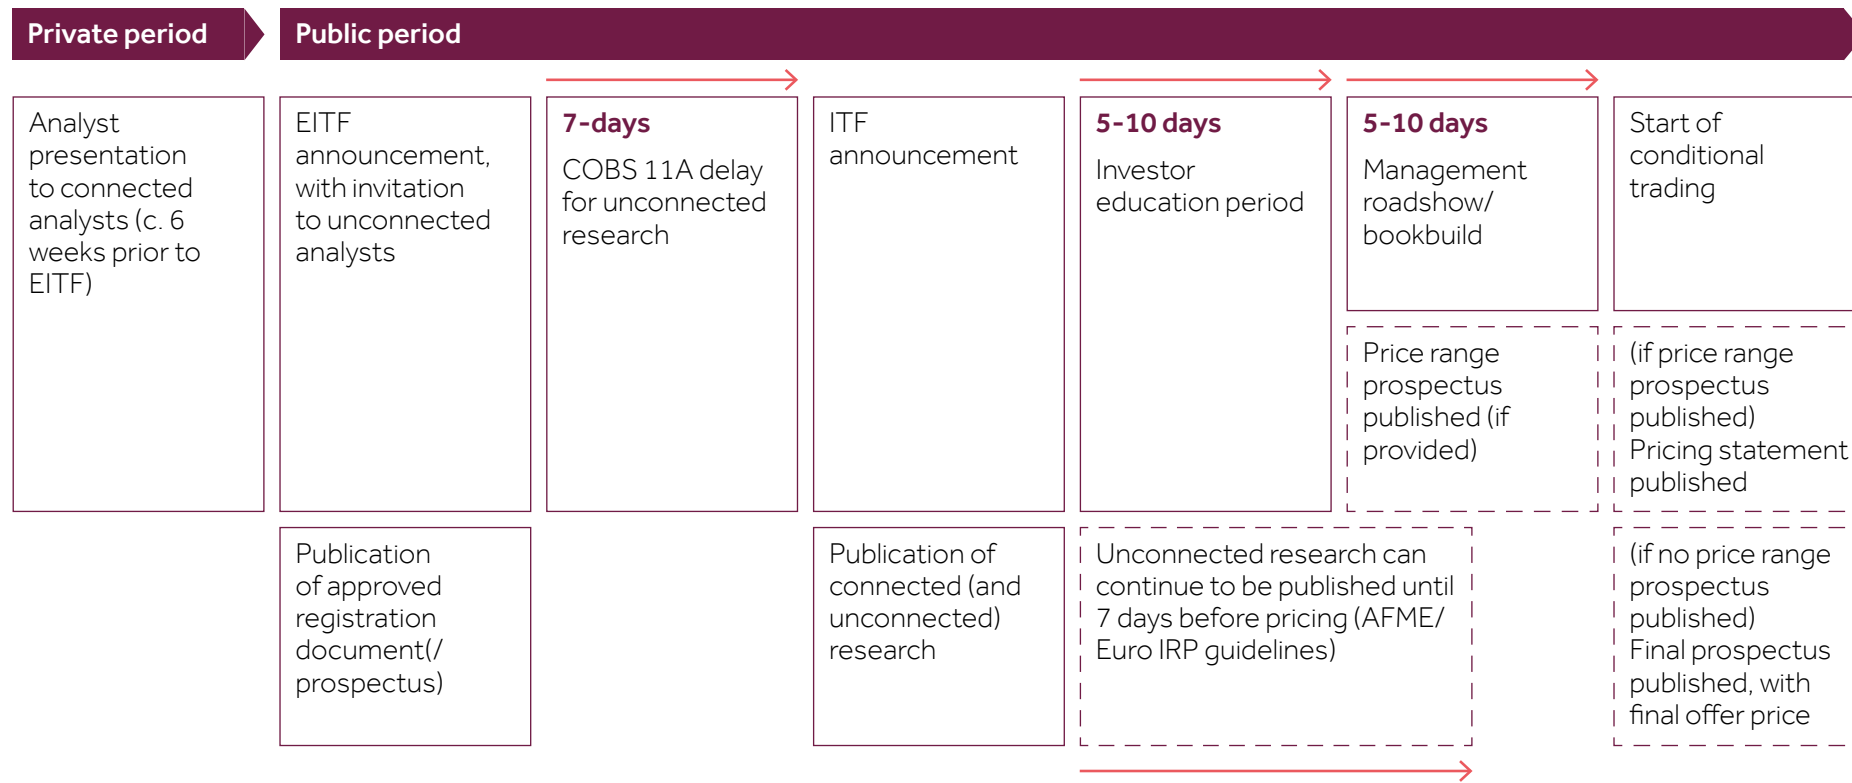 Private period
Public period
Analyst
presentation
to connected
analysts (c. 6
weeks prior to
EITF)
EITF
announcement,
with invitation
to unconnected
analysts
7-days
COBS 11A delay
for unconnected
research
ITF
announcement
5-10 days
Investor
education period
5-10 days
Management
roadshow/
bookbuild
Start of
conditional
trading
Price range
prospectus
published (if
provided)
(if price range
prospectus
published)
Pricing statement
published
Publication
of approved
registration
document(/
prospectus)
Publication of
connected (and
unconnected)
research
Unconnected research can
continue to be published until
7 days before pricing (AFME/
Euro IRP guidelines)
(if no price range
prospectus
published)
Final prospectus
published, with
final offer price